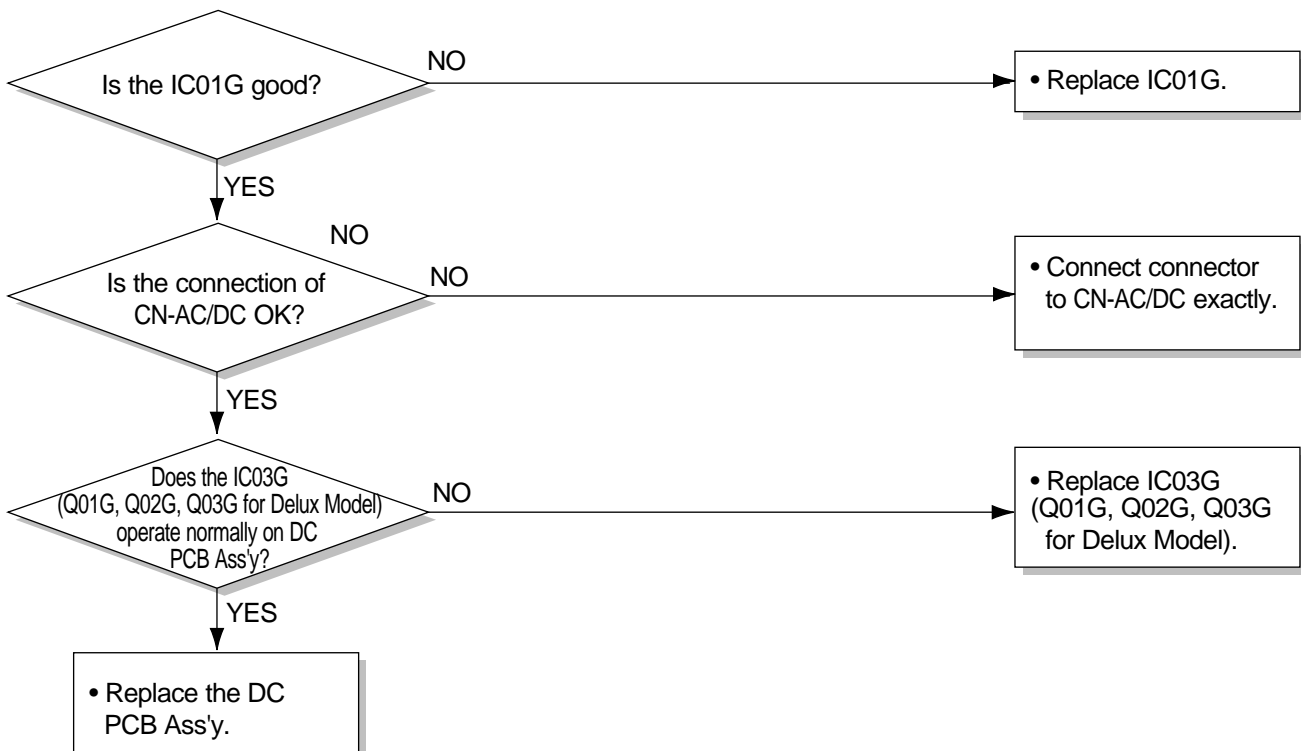 Is the IC01G good?
NO
• Replace IC01G.
YES
NO
Is the connection of
CN-AC/DC OK?
NO
• Connect connector
to CN-AC/DC exactly.
YES
Does the IC03G
(Q01G, Q02G, Q03G for Delux Model)
operate normally on DC
PCB Ass'y?
NO
• Replace IC03G
(Q01G, Q02G, Q03G
for Delux Model).
YES
• Replace the DC
PCB Ass'y.